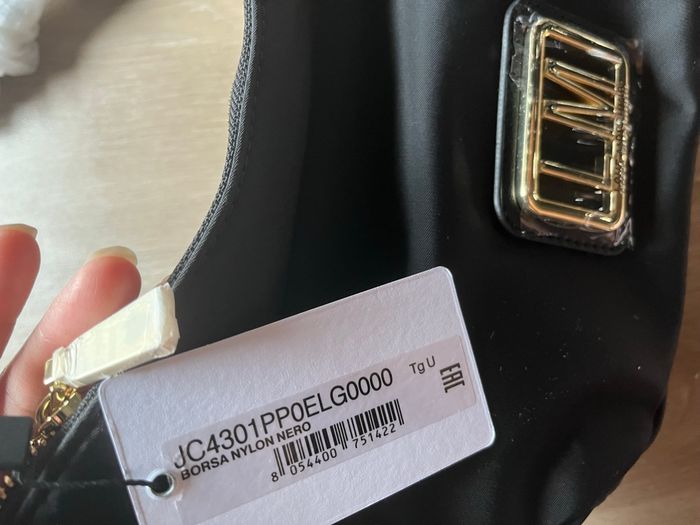 JC4301PP0ELG0000
Tg U
EAC
BORSA NYLON NERO
8 054400 751422